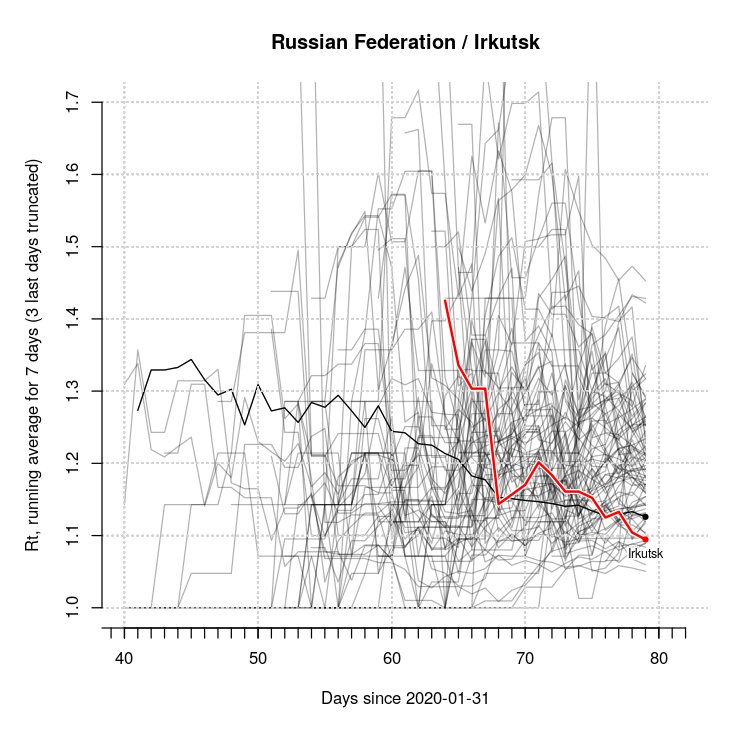 Russian Federation / Irkutsk
Rt, running average for 7 days (3 last days truncated)
1.7
1.6
1.5
1.4
1.3
1.2
1.1
1.0
Irkutsk
40 50 60 70 80
Days since 2020-01-31